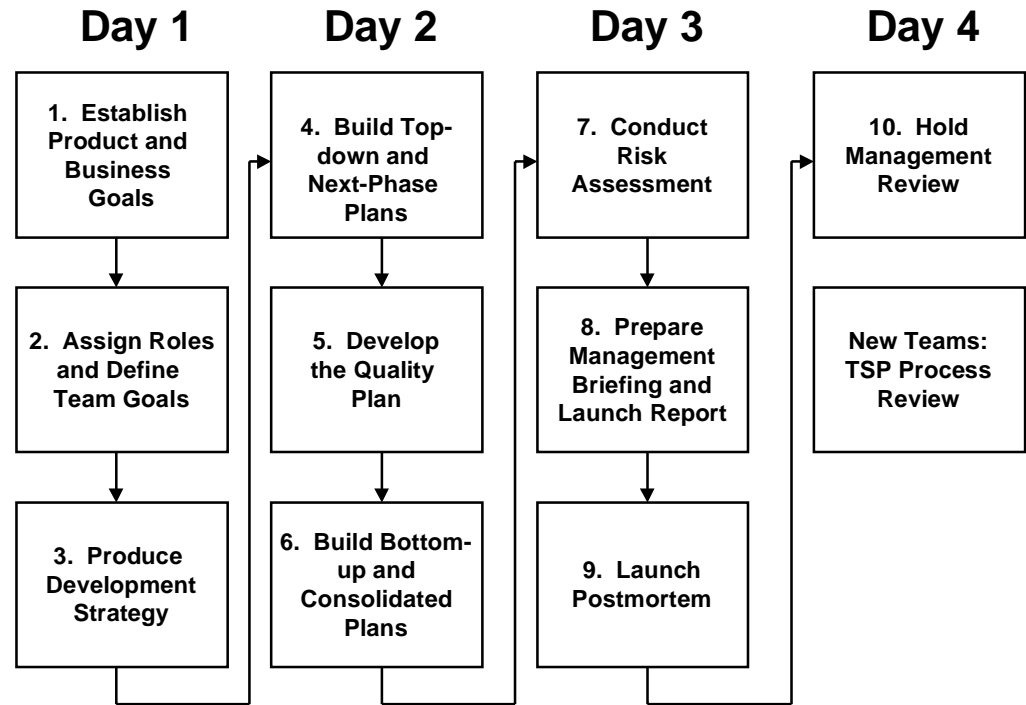 Day 1
Day 2
Day 3
Day 4
1. Establish
Product and
Business
Goals
2. Assign Roles
and Define
Team Goals
3. Produce
Development
Strategy
4. Build Top-
down and
Next-Phase
Plans
5. Develop
the Quality
Plan
6. Build Bottom-
up and
Consolidated
Plans
7. Conduct
Risk
Assessment
8. Prepare
Management
Briefing and
Launch Report
9. Launch
Postmortem
10. Hold
Management
Review
New Teams:
TSP Process
Review